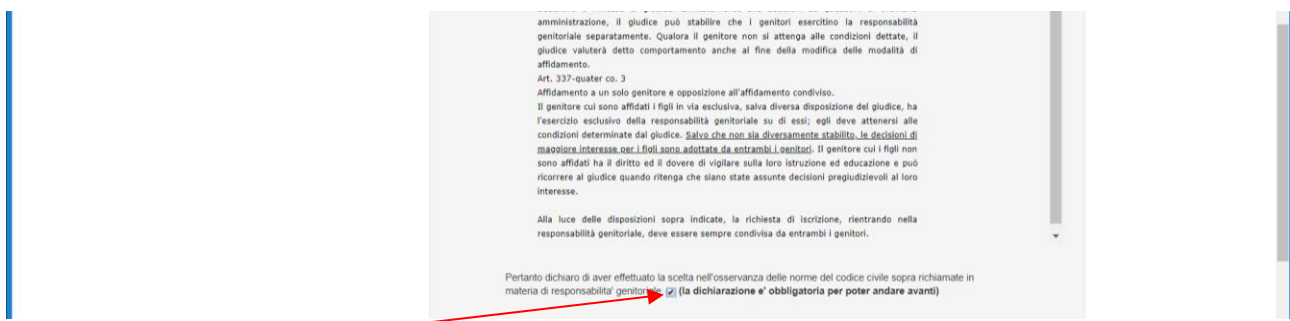 amministrazione, il giudice può stabilire che i genitori esercitino la responsabilità
genitoriale separatamente. Qualora il genitore non si attenga alle condizioni dettate, il
giudice valuterà detto comportamento anche al fine della modifica delle modalità di
affidamento.
Art. 337-quater co. 3
Affidamento a un solo genitore e opposizione all'affidamento condiviso.
Il genitore cui sono affidati i figli in via esclusiva, salva diversa disposizione del giudice, ha
l'esercizio esclusivo della responsabilità genitoriale su di essi; egli deve attenersi alle
condizioni determinate dal giudice. Salvo che non sia diversamente stabilito, le decisioni di
maggiore interesse per i figli sono adottate da entrambi i genitori. Il genitore cui i figli non
sono affidati ha il diritto ed il dovere di vigilare sulla loro istruzione ed educazione e può
ricorrere al giudice quando ritenga che siano state assunte decisioni pregiudizievoli al loro
interesse.
Alla luce delle disposizioni sopra indicate, la richiesta di iscrizione, rientrando nella
responsabilità genitoriale, deve essere sempre condivisa da entrambi i genitori.
Pertanto dichiaro di aver effettuato la scelta nell'osservanza delle norme del codice civile sopra richiamate in
materia di responsabilita' genitoriale (la dichiarazione e' obbligatoria per poter andare avanti)